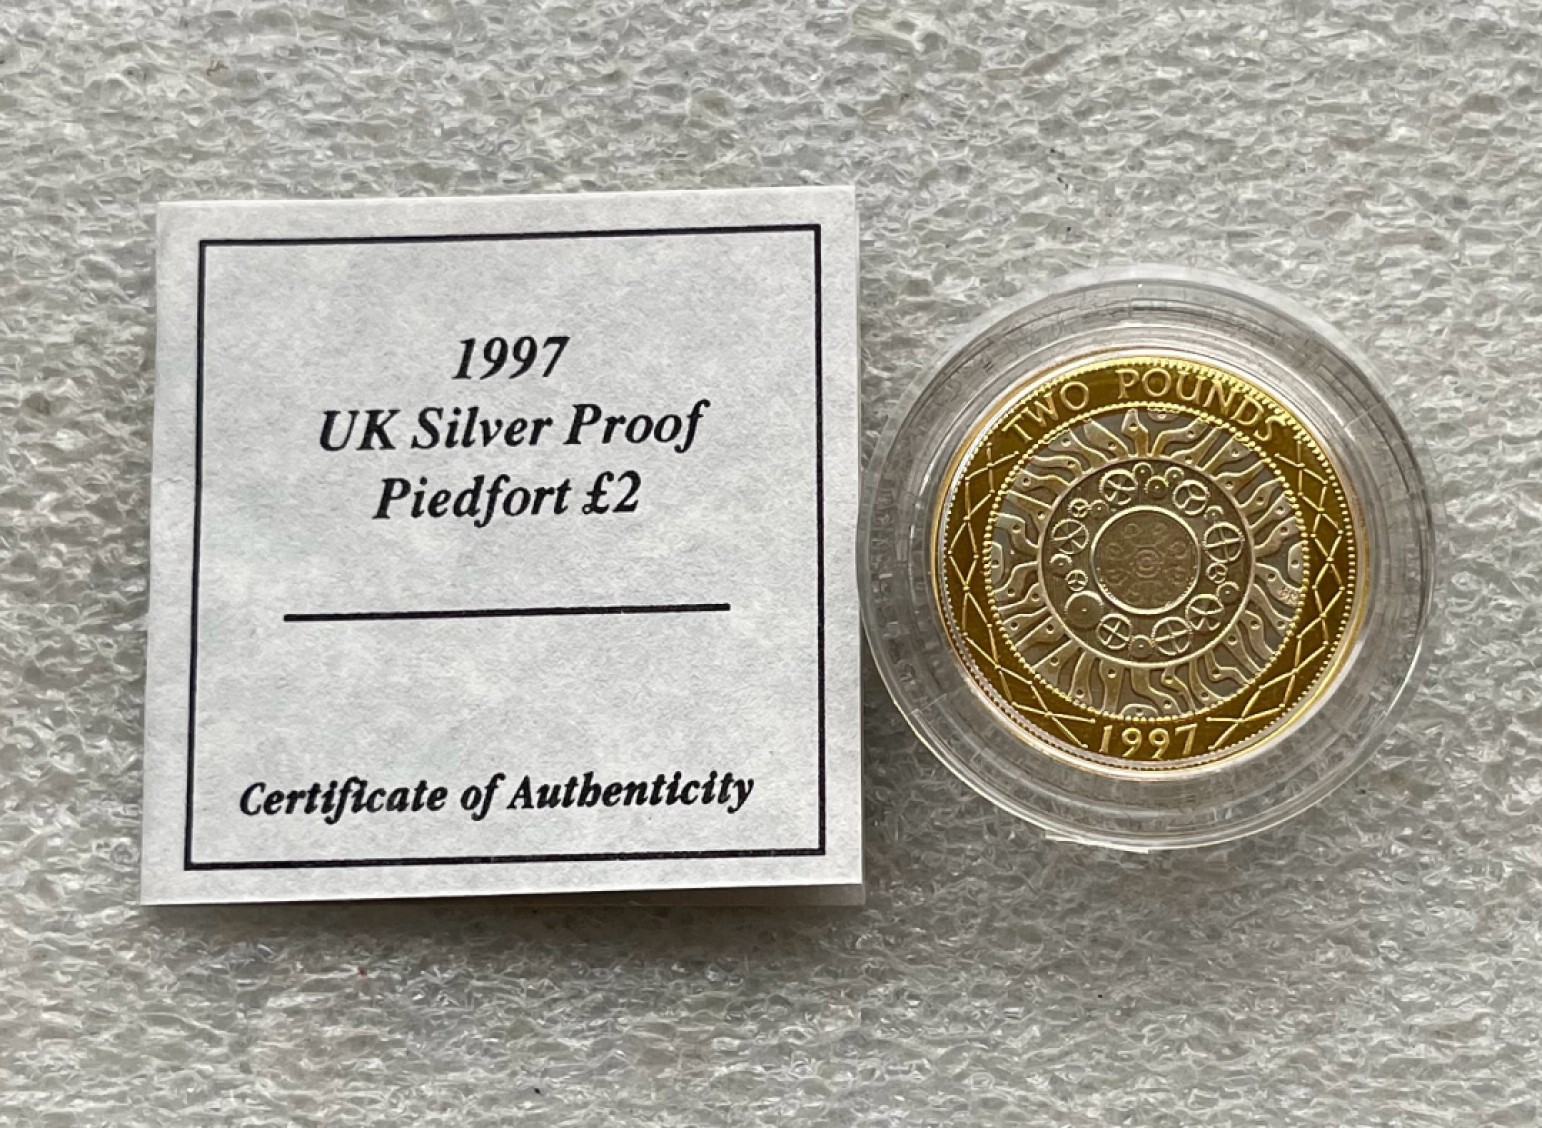 1997
UK Silver Proof
Piedfort £2
Certificate of Authenticity
TWO POUNDS
1997